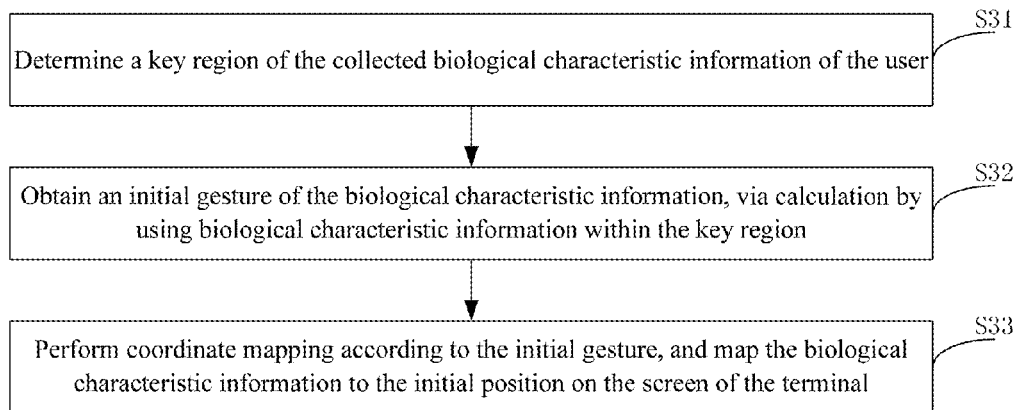 S31
Determine a key region of the collected biological characteristic information of the user
S32
Obtain an initial gesture of the biological characteristic information, via calculation by
using biological characteristic information within the key region
S33
Perform coordinate mapping according to the initial gesture, and map the biological
characteristic information to the initial position on the screen of the terminal